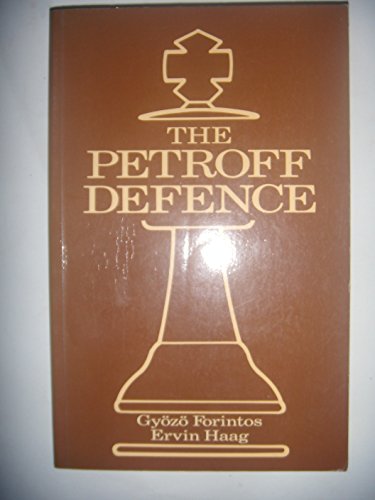 THE
PETROFF
DEFENCE
Győző Forintos
Ervin Haag